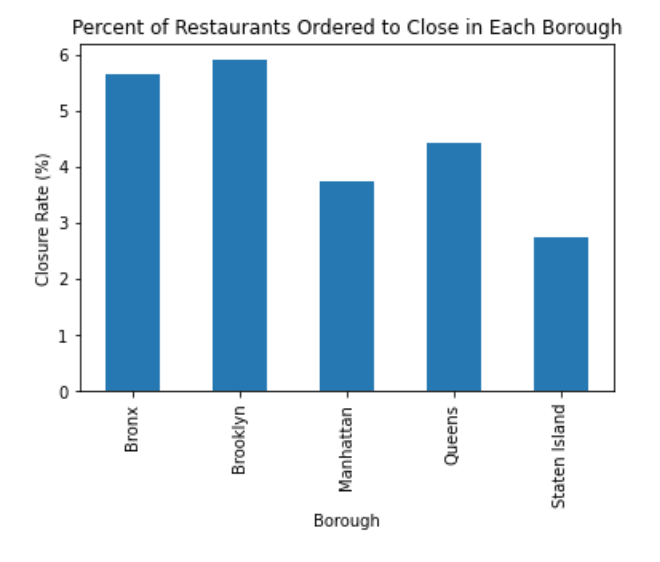 Percent of Restaurants Ordered to Close in Each Borough
6
5
4
3
2
1
0
Closure Rate (%)
Bronx
Brooklyn
Manhattan
Queens
Staten Island
Borough